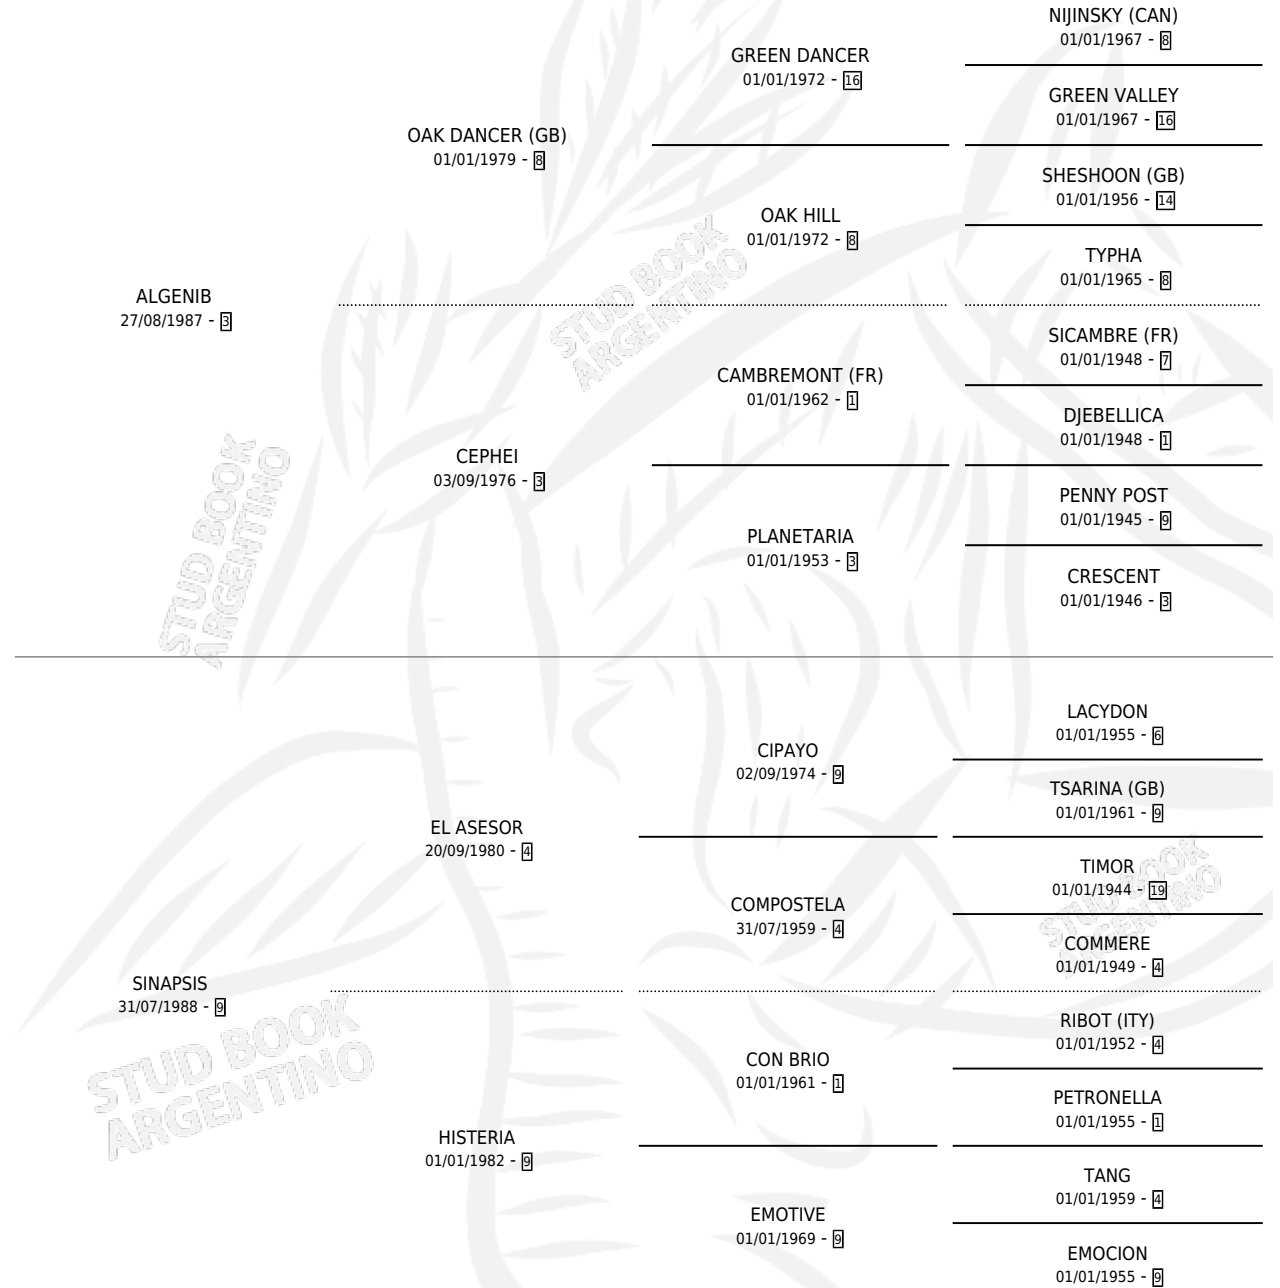 NIJINSKY (CAN)
01/01/1967 - 8
GREEN DANCER
01/01/1972 - 16
GREEN VALLEY
01/01/1967 - 16
OAK DANCER (GB)
01/01/1979 - 8
SHESHOON (GB)
01/01/1956 - 14
OAK HILL
01/01/1972 - 8
TYPHA
01/01/1965 - 8
ALGENIB
27/08/1987 - 3
SICAMBRE (FR)
01/01/1948 - 7
CAMBREMONT (FR)
01/01/1962 - 1
DJEBELLICA
01/01/1948 - 1
CEPHEI
03/09/1976 - 3
PENNY POST
01/01/1945 - 9
PLANETARIA
01/01/1953 - 3
CRESCENT
01/01/1946 - 3
LACYDON
01/01/1955 - 6
CIPAYO
02/09/1974 - 9
TSARINA (GB)
01/01/1961 - 9
EL ASESOR
20/09/1980 - 4
TIMOR
01/01/1944 - 19
COMPOSTELA
31/07/1959 - 4
COMMERE
01/01/1949 - 4
SINAPSIS
31/07/1988 - 9
RIBOT (ITY)
01/01/1952 - 4
CON BRIO
01/01/1961 - 1
PETRONELLA
01/01/1955 - 1
HISTERIA
01/01/1982 - 9
TANG
01/01/1959 - 4
EMOTIVE
01/01/1969 - 9
EMOCION
01/01/1955 - 9
STUD BOOK
ARGENTINO
STUD BOOK
ARGENTINO
STUD BOOK
ARGENTINO
STUD BOOK
ARGENTINO